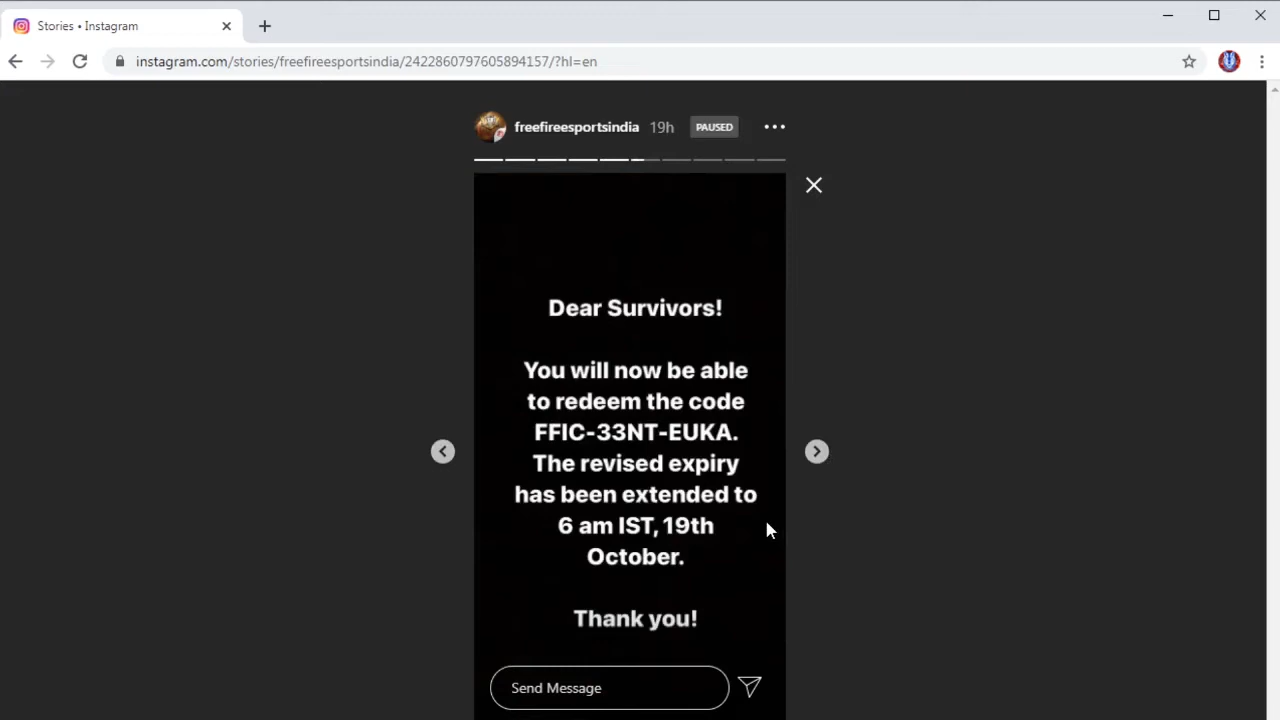 Stories • Instagram
instagram.com/stories/freefireesportsindia/2422860797605894157/?hl=en
freefireesportsindia 19h PAUSED
Dear Survivors!
You will now be able
to redeem the code
FFIC-33NT-EUKA.
The revised expiry
has been extended to
6 am IST, 19th
October.
Thank you!
Send Message